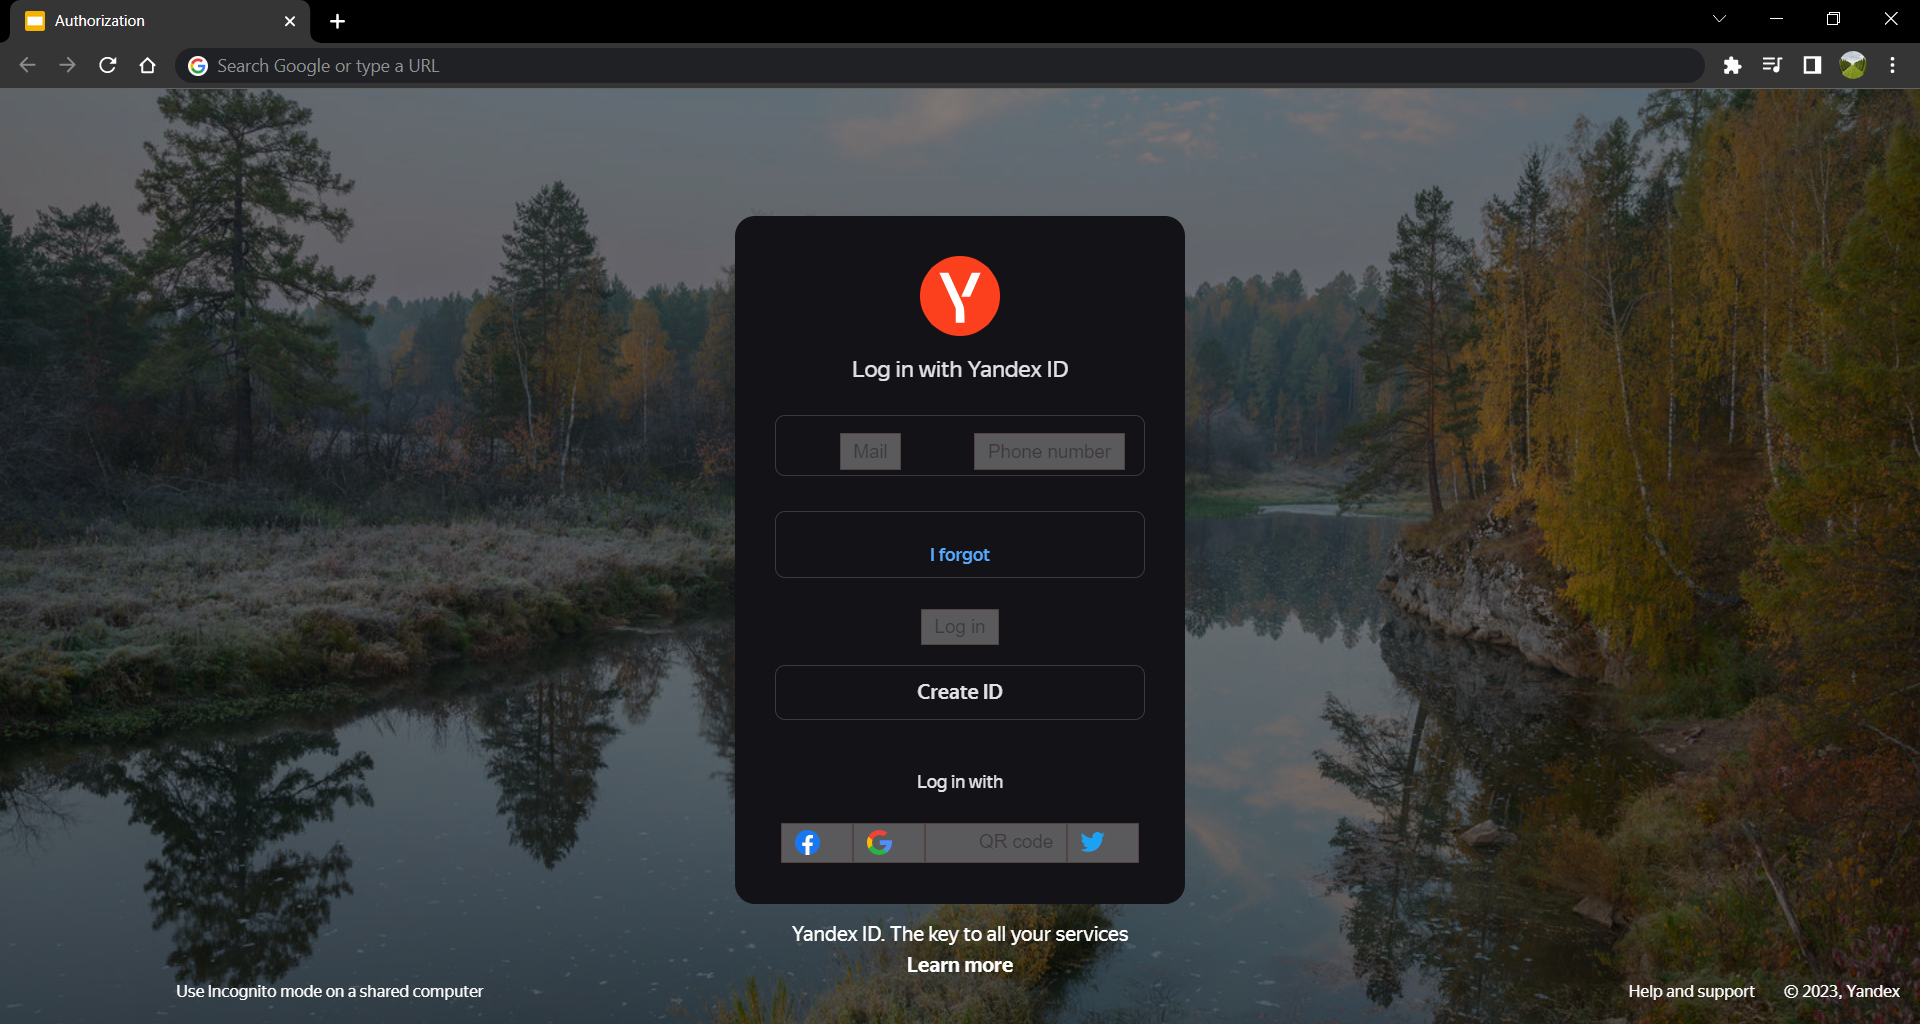 Authorization
Search Google or type a URL
Log in with Yandex ID
Mail Phone number
I forgot
Log in
Create ID
Log in with
QR code
Yandex ID. The key to all your services
Learn more
Use Incognito mode on a shared computer
Help and support © 2023, Yandex